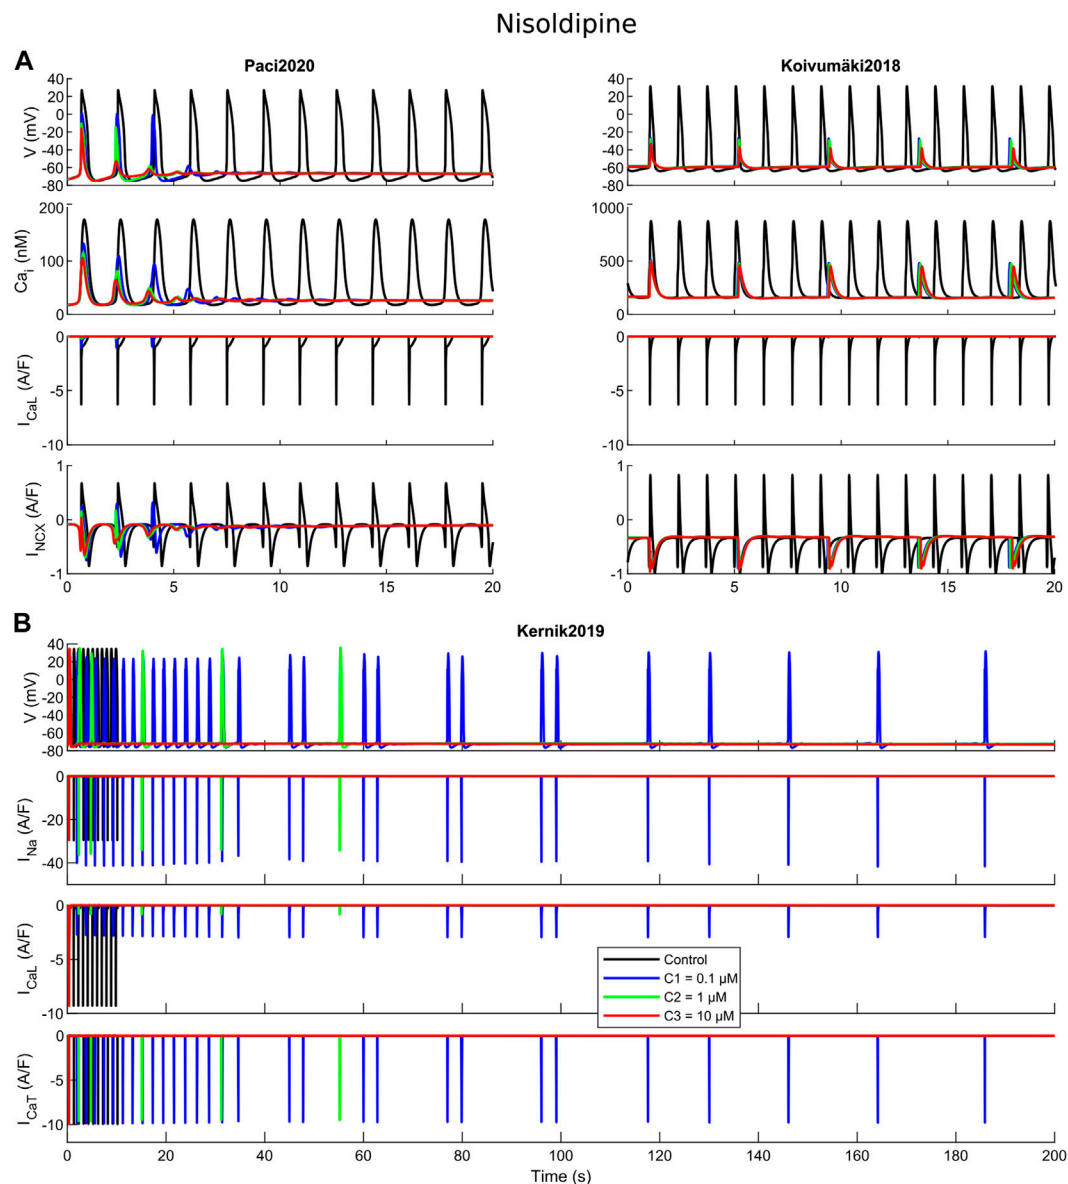 Nisoldipine
A
Paci2020
Koivumäki2018
V (mV)
40
20
0
-20
-40
-60
-80
40
20
0
-20
-40
-60
-80
Ca_i (nM)
200
100
0
1000
500
0
I_CaL (A/F)
0
-5
-10
0
-5
-10
I_NCX (A/F)
1
0
-1
1
0
-1
0 5 10 15 20
0 5 10 15 20
B
Kernik2019
V (mV)
40
20
0
-20
-40
-60
-80
I_Na (A/F)
0
-20
-40
I_CaL (A/F)
0
-5
-10
Control
C1 = 0.1 µM
C2 = 1 µM
C3 = 10 µM
I_CaT (A/F)
0
-5
-10
0 20 40 60 80 100 120 140 160 180 200
Time (s)